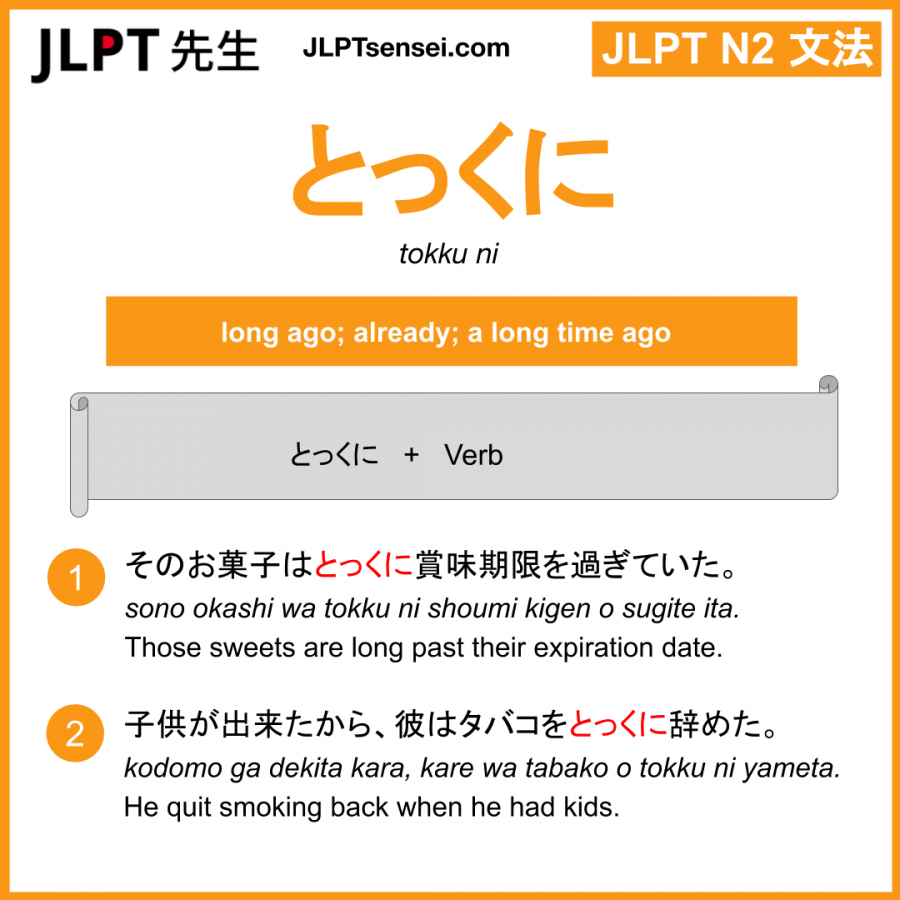 JLPT 先生
JLPTsensei.com
JLPT N2 文法
とっくに
tokku ni
long ago; already; a long time ago
とっくに + Verb
1 そのお菓子はとっくに賞味期限を過ぎていた。
sono okashi wa tokku ni shoumi kigen o sugite ita.
Those sweets are long past their expiration date.
2 子供が出来たから、彼はタバコをとっくに辞めた。
kodomo ga dekita kara, kare wa tabako o tokku ni yameta.
He quit smoking back when he had kids.